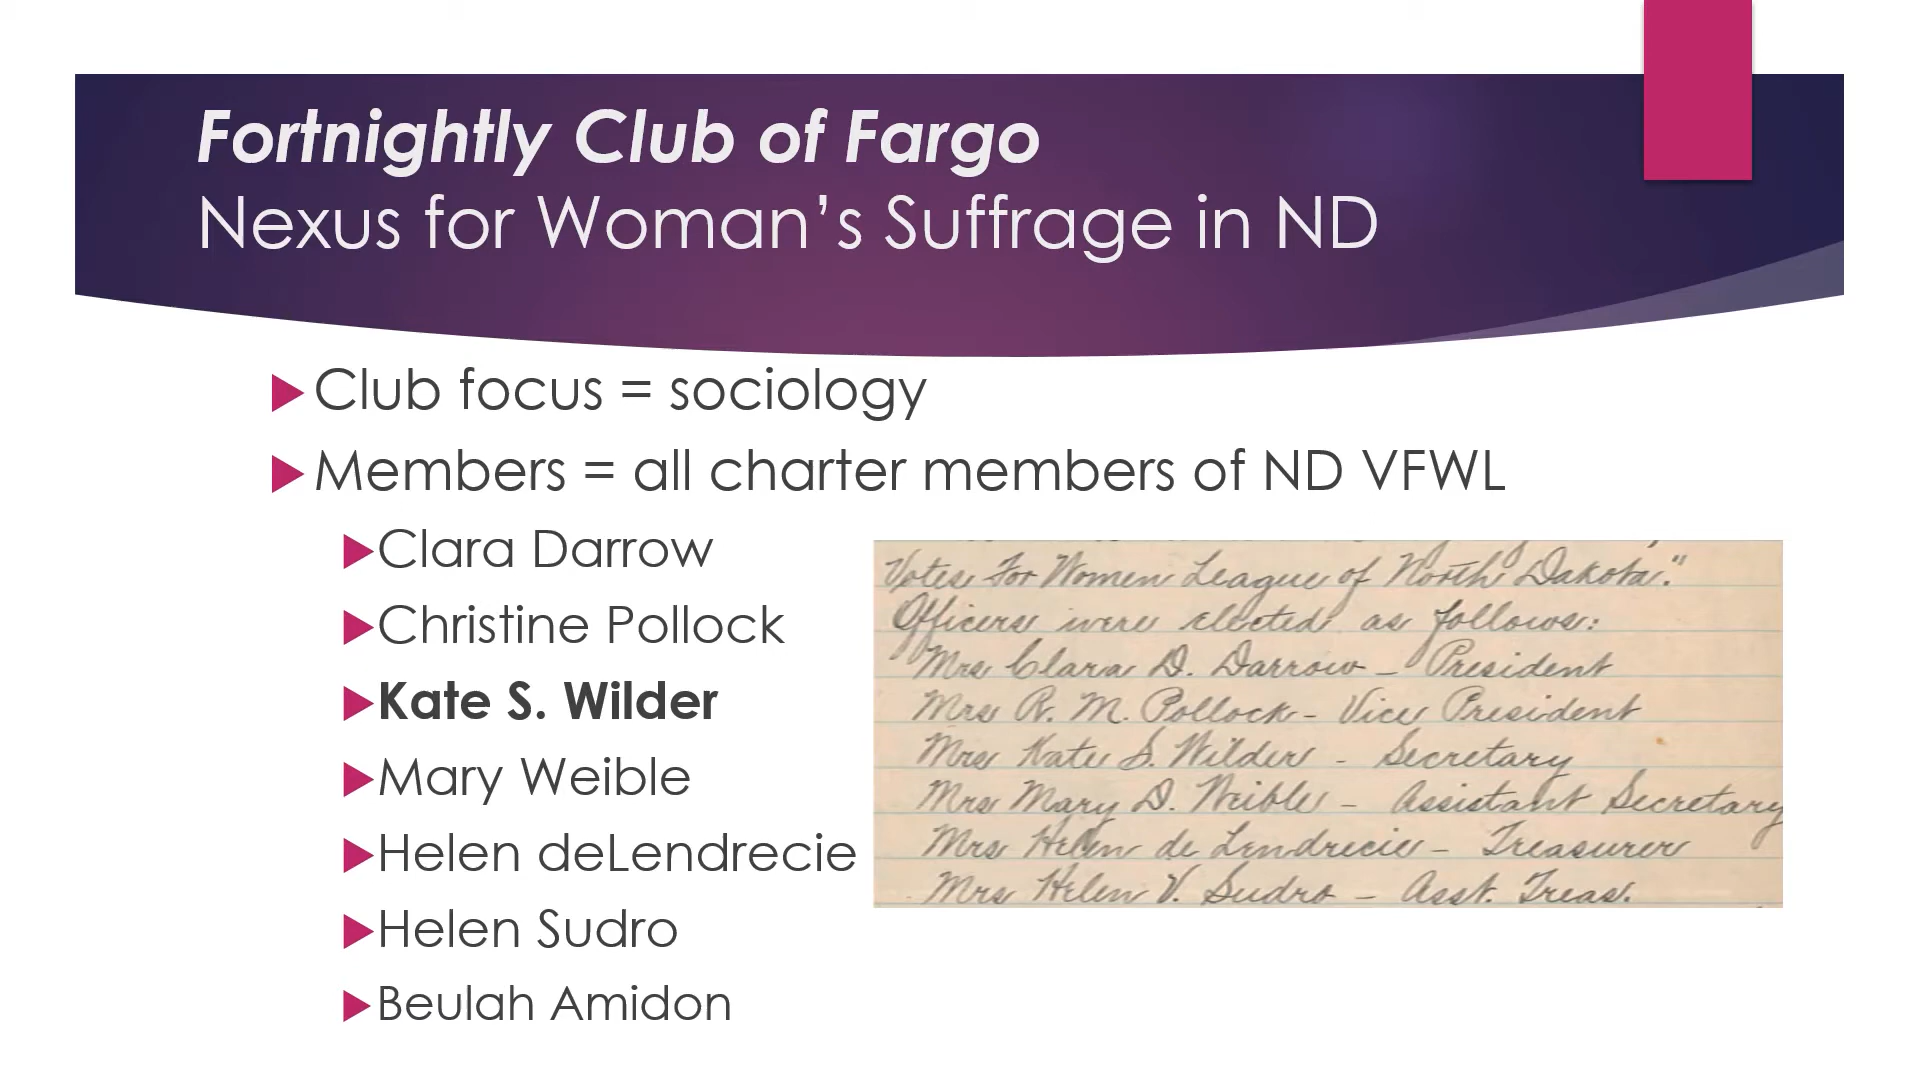 Fortnightly Club of Fargo
Nexus for Woman’s Suffrage in ND
Club focus = sociology
Members = all charter members of ND VFWL
Clara Darrow
Christine Pollock
Kate S. Wilder
Mary Weible
Helen deLendrecie
Helen Sudro
Beulah Amidon
Votes For Women League of North Dakota."
Officers were elected as follows:
Mrs Clara D. Darrow – President
Mrs R. M. Pollock – Vice President
Mrs Kate S. Wilder - Secretary
Mrs Mary D. Weible – Assistant Secretary
Mrs Helen de Lendrecie – Treasurer
Mrs Helen V. Sudro – Asst. Treas.